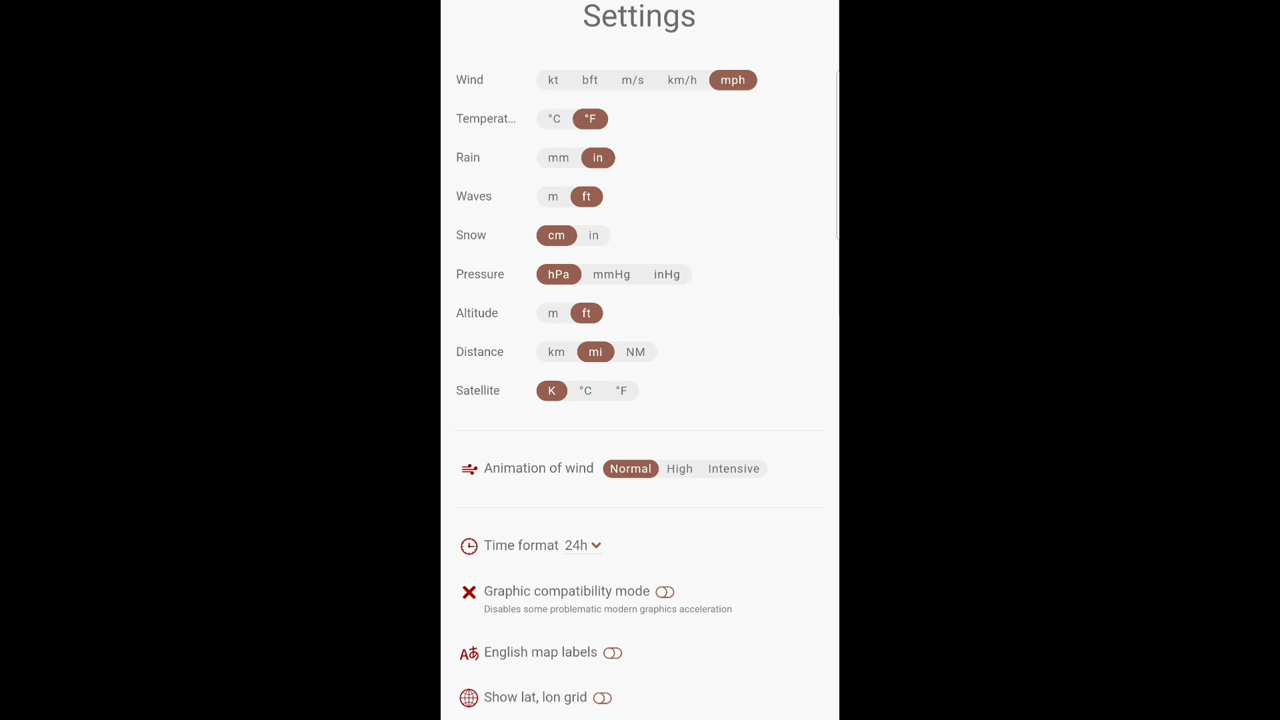 Settings
Wind kt bft m/s km/h mph
Temperat... °C °F
Rain mm in
Waves m ft
Snow cm in
Pressure hPa mmHg inHg
Altitude m ft
Distance km mi NM
Satellite K °C °F
Animation of wind Normal High Intensive
Time format 24h
Graphic compatibility mode
Disables some problematic modern graphics acceleration
Aあ English map labels
Show lat, lon grid